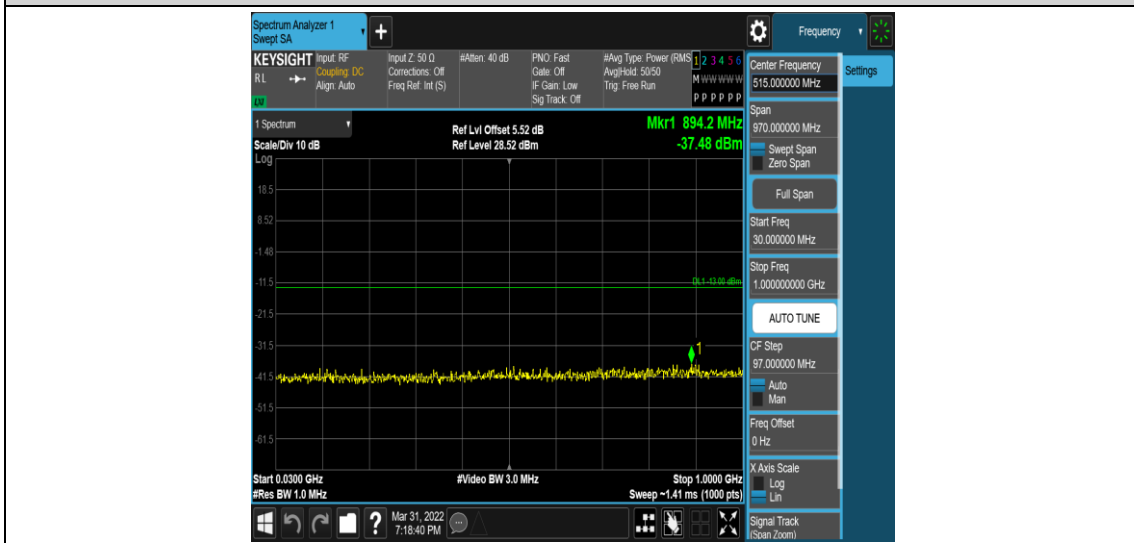 Spectrum Analyzer 1
Swept SA
+
Frequency
KEYSIGHT
RL
LXI
Input: RF
Coupling: DC
Align: Auto
Input Z: 50 Ω
Corrections: Off
Freq Ref: Int (S)
#Atten: 40 dB
PNO: Fast
Gate: Off
IF Gain: Low
Sig Track: Off
#Avg Type: Power (RMS
Avg|Hold: 50/50
Trig: Free Run
1 2 3 4 5 6
M W W W W W
P P P P P P
1 Spectrum
Scale/Div 10 dB
Log
Ref Lvl Offset 5.52 dB
Ref Level 28.52 dBm
Mkr1 894.2 MHz
-37.48 dBm
18.5
8.52
-1.48
-11.5
DL1 -13.00 dBm
-21.5
-31.5
1
-41.5
-51.5
-61.5
Start 0.0300 GHz
#Res BW 1.0 MHz
#Video BW 3.0 MHz
Stop 1.0000 GHz
Sweep ~1.41 ms (1000 pts)
?
Mar 31, 2022
7:18:40 PM
Center Frequency
515.000000 MHz
Settings
Span
970.000000 MHz
Swept Span
Zero Span
Full Span
Start Freq
30.000000 MHz
Stop Freq
1.000000000 GHz
AUTO TUNE
CF Step
97.000000 MHz
Auto
Man
Freq Offset
0 Hz
X Axis Scale
Log
Lin
Signal Track
(Span Zoom)